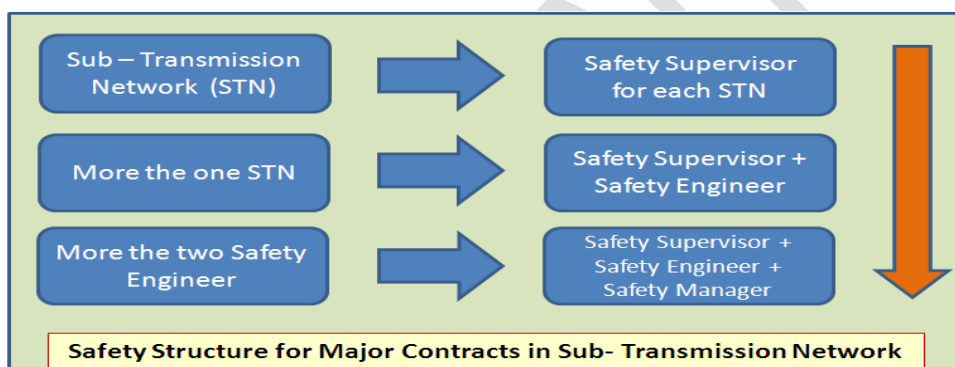 Sub – Transmission
Network (STN)
Safety Supervisor
for each STN
More the one STN
Safety Supervisor +
Safety Engineer
More the two Safety
Engineer
Safety Supervisor +
Safety Engineer +
Safety Manager
Safety Structure for Major Contracts in Sub- Transmission Network